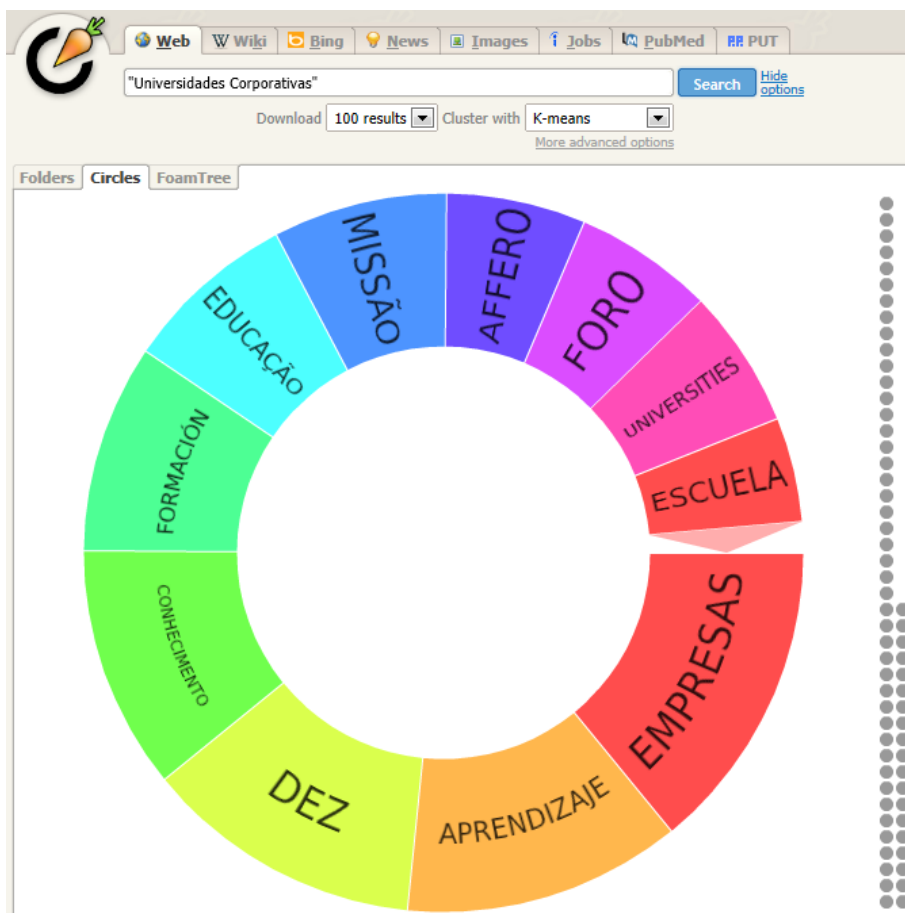 Web Wiki Bing News Images Jobs PubMed PUT
"Universidades Corporativas" Search Hide options
Download 100 results Cluster with K-means
More advanced options
Folders Circles FoamTree
MISSÃO
AFFERO
FORO
EDUCAÇÃO
UNIVERSITIES
FORMACIÓN
ESCUELA
CONHECIMENTO
EMPRESAS
DEZ
APRENDIZAJE